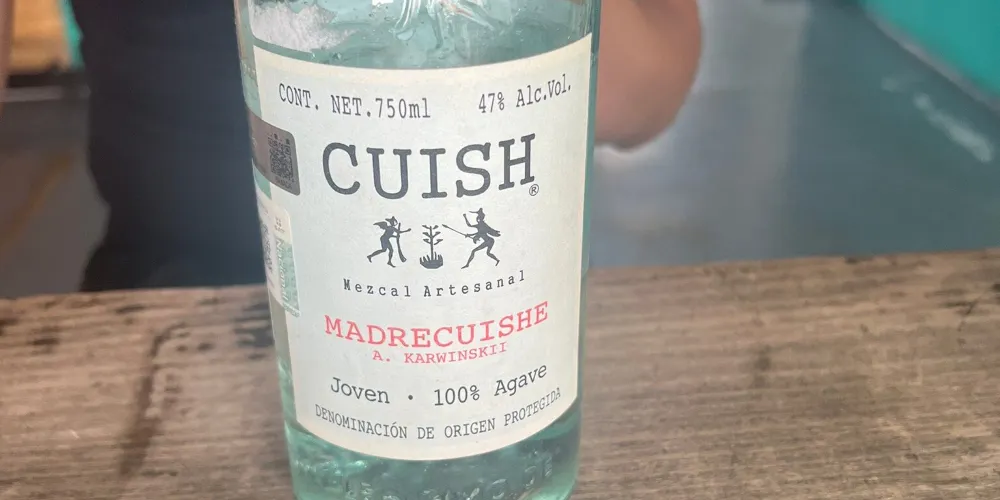 CONT. NET.750ml 47% Alc.Vol.
CUISH®
Mezcal Artesanal
MADRECUISHE
A. KARWINSKII
Joven · 100% Agave
DENOMINACIÓN DE ORIGEN PROTEGIDA